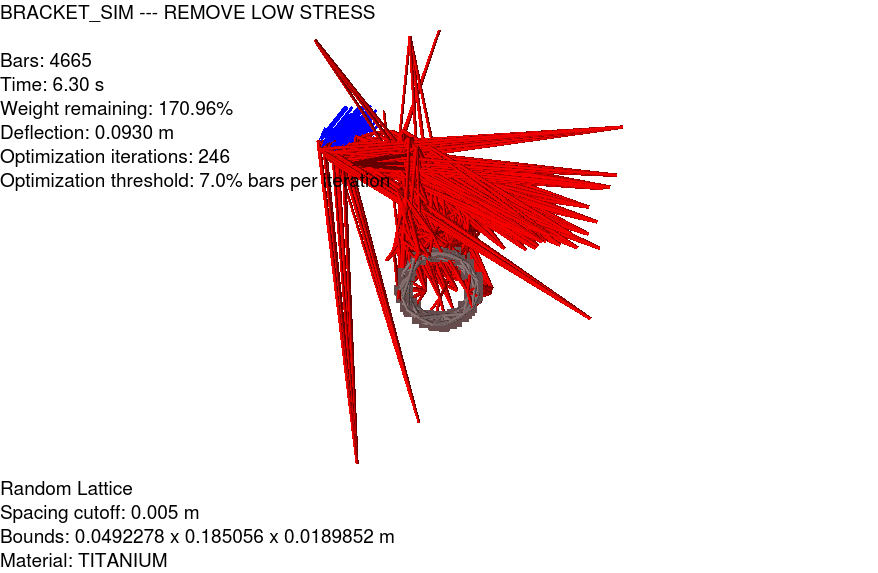 BRACKET_SIM --- REMOVE LOW STRESS
Bars: 4665
Time: 6.30 s
Weight remaining: 170.96%
Deflection: 0.0930 m
Optimization iterations: 246
Optimization threshold: 7.0% bars per iteration
Random Lattice
Spacing cutoff: 0.005 m
Bounds: 0.0492278 x 0.185056 x 0.0189852 m
Material: TITANIUM